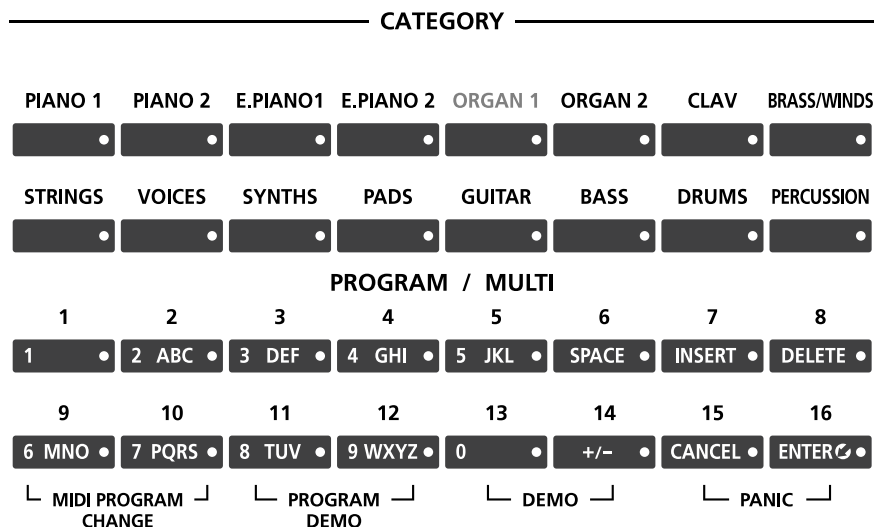 CATEGORY
PIANO 1 PIANO 2 E.PIANO1 E.PIANO 2 ORGAN 1 ORGAN 2 CLAV BRASS/WINDS
STRINGS VOICES SYNTHS PADS GUITAR BASS DRUMS PERCUSSION
PROGRAM / MULTI
1 2 3 4 5 6 7 8
1 2 ABC 3 DEF 4 GHI 5 JKL SPACE INSERT DELETE
9 10 11 12 13 14 15 16
6 MNO 7 PQRS 8 TUV 9 WXYZ 0 +/– CANCEL ENTER
MIDI PROGRAM PROGRAM DEMO PANIC
CHANGE DEMO